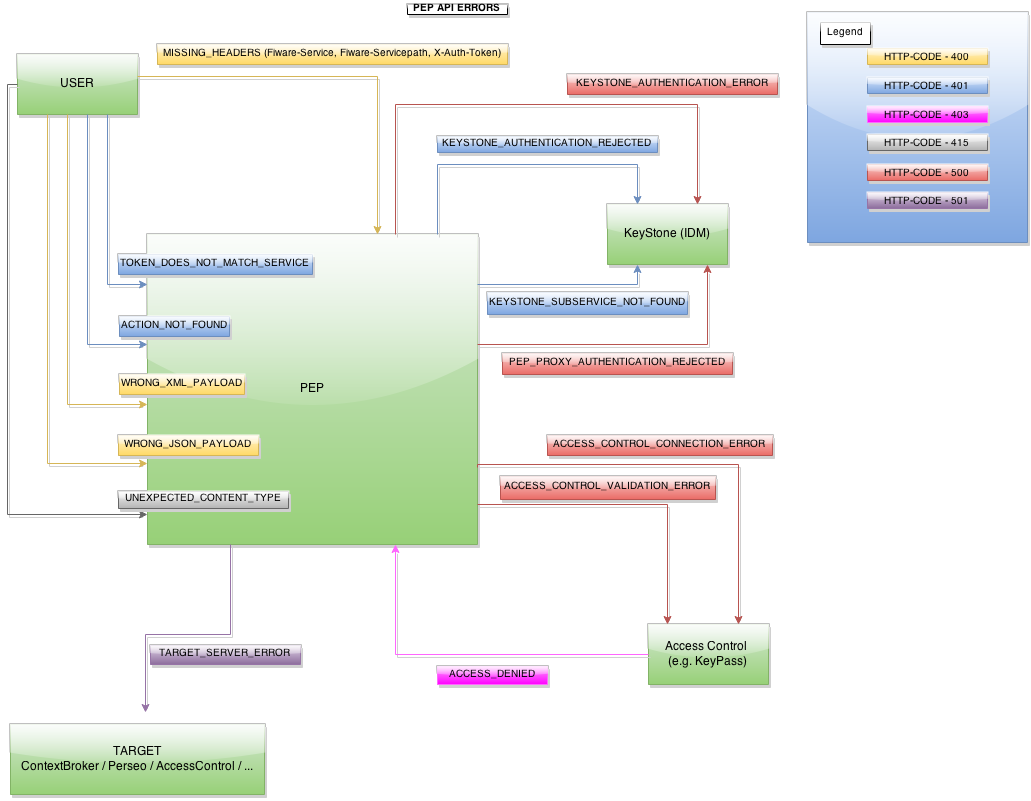 PEP API ERRORS
Legend
MISSING_HEADERS (Fiware-Service, Fiware-Servicepath, X-Auth-Token)
HTTP-CODE - 400
USER
KEYSTONE_AUTHENTICATION_ERROR
HTTP-CODE - 401
HTTP-CODE - 403
KEYSTONE_AUTHENTICATION_REJECTED
HTTP-CODE - 415
HTTP-CODE - 500
HTTP-CODE - 501
KeyStone (IDM)
TOKEN_DOES_NOT_MATCH_SERVICE
KEYSTONE_SUBSERVICE_NOT_FOUND
ACTION_NOT_FOUND
PEP_PROXY_AUTHENTICATION_REJECTED
WRONG_XML_PAYLOAD
PEP
WRONG_JSON_PAYLOAD
ACCESS_CONTROL_CONNECTION_ERROR
ACCESS_CONTROL_VALIDATION_ERROR
UNEXPECTED_CONTENT_TYPE
Access Control
(e.g. KeyPass)
TARGET_SERVER_ERROR
ACCESS_DENIED
TARGET
ContextBroker / Perseo / AccessControl / ...